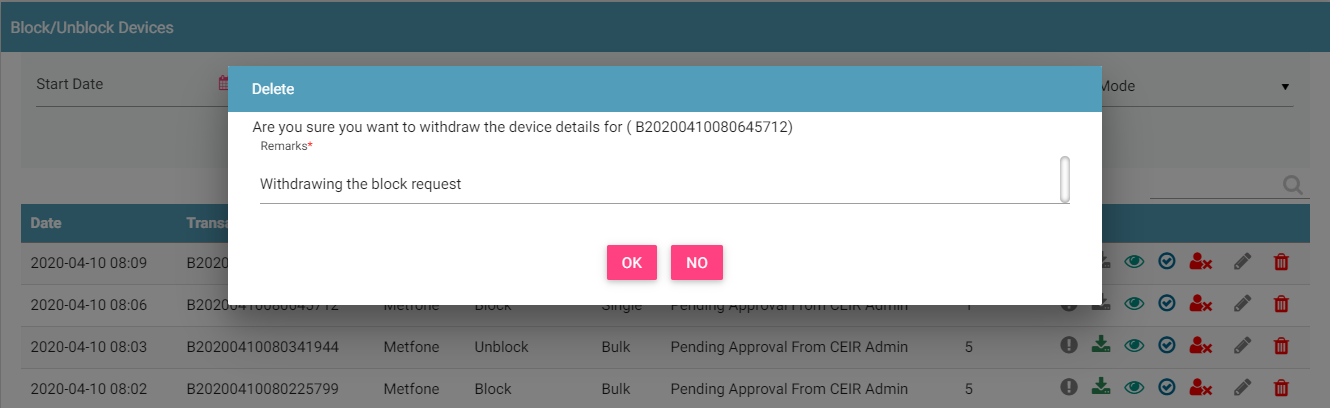 Block/Unblock Devices
Start Date
Mode
Delete
Are you sure you want to withdraw the device details for ( B20200410080645712)
Remarks*
Withdrawing the block request
OK NO
Date Transa
2020-04-10 08:09 B2020
2020-04-10 08:06 B20200410080645712 Metfone Block Single Pending Approval From CEIR Admin 1
2020-04-10 08:03 B20200410080341944 Metfone Unblock Bulk Pending Approval From CEIR Admin 5
2020-04-10 08:02 B20200410080225799 Metfone Block Bulk Pending Approval From CEIR Admin 5